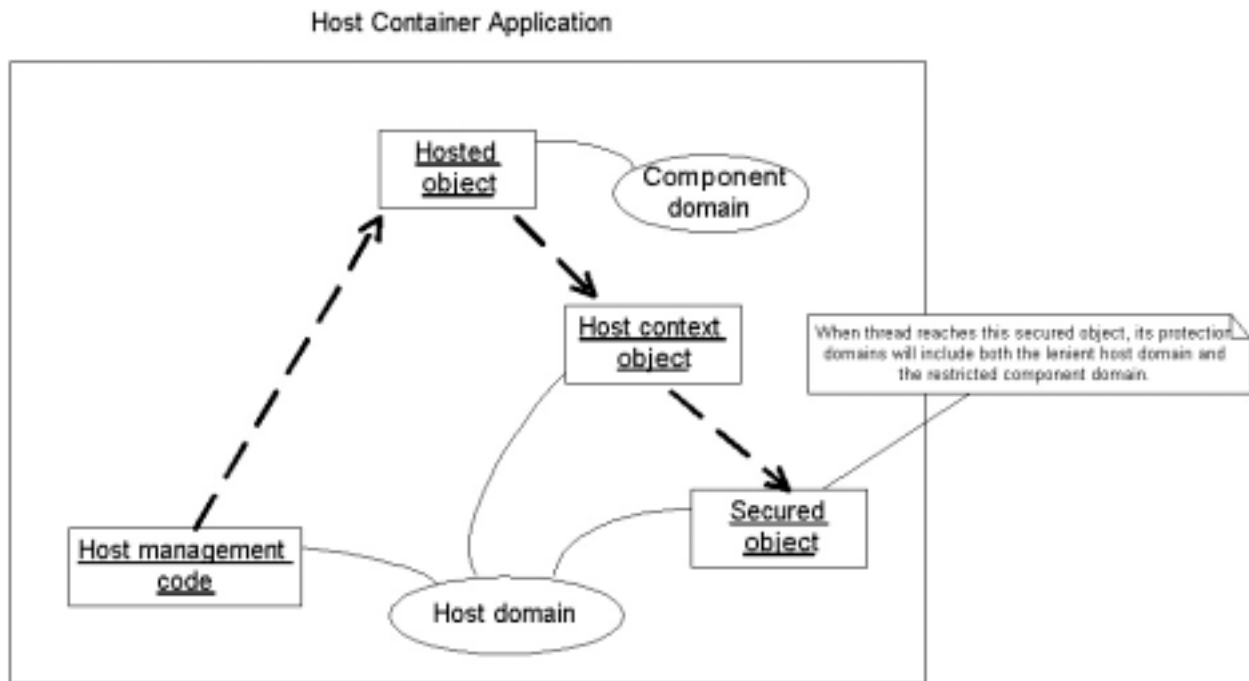 Host Container Application
Hosted
object
Component
domain
Host context
object
When thread reaches this secured object, its protection
domains will include both the lenient host domain and
the restricted component domain.
Secured
object
Host management
code
Host domain